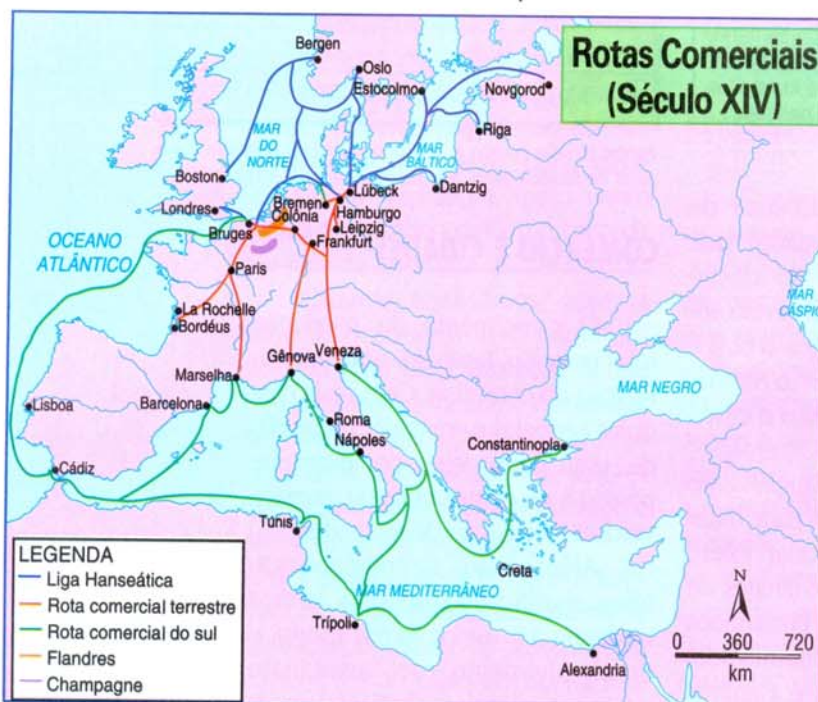 Rotas Comerciais
(Século XIV)
Bergen
Oslo
Estocolmo
Novgorod
Riga
MAR
DO
NORTE
MAR
BÁLTICO
Boston
Dantzig
Lübeck
Londres
Bremen
Hamburgo
Bruges
Colônia
Leipzig
Frankfurt
OCEANO
ATLÂNTICO
Paris
MAR
CÁSPIO
La Rochelle
Bordéus
Gênova
Veneza
Marselha
MAR NEGRO
Lisboa
Barcelona
Roma
Nápoles
Constantinopla
Cádiz
Túnis
Creta
MAR MEDITERRÂNEO
Trípoli
Alexandria
LEGENDA
Liga Hanseática
Rota comercial terrestre
Rota comercial do sul
Flandres
Champagne
N
0 360 720
km